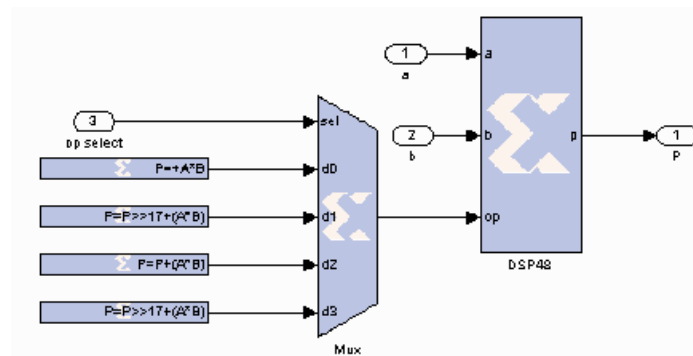 1
a
a
3
sel
2
b
b
p
1
P
op select
P=+A*B
d0
P=P>>17+(A*B)
d1
op
P=P+(A*B)
d2
DSP48
P=P>>17+(A*B)
d3
Mux